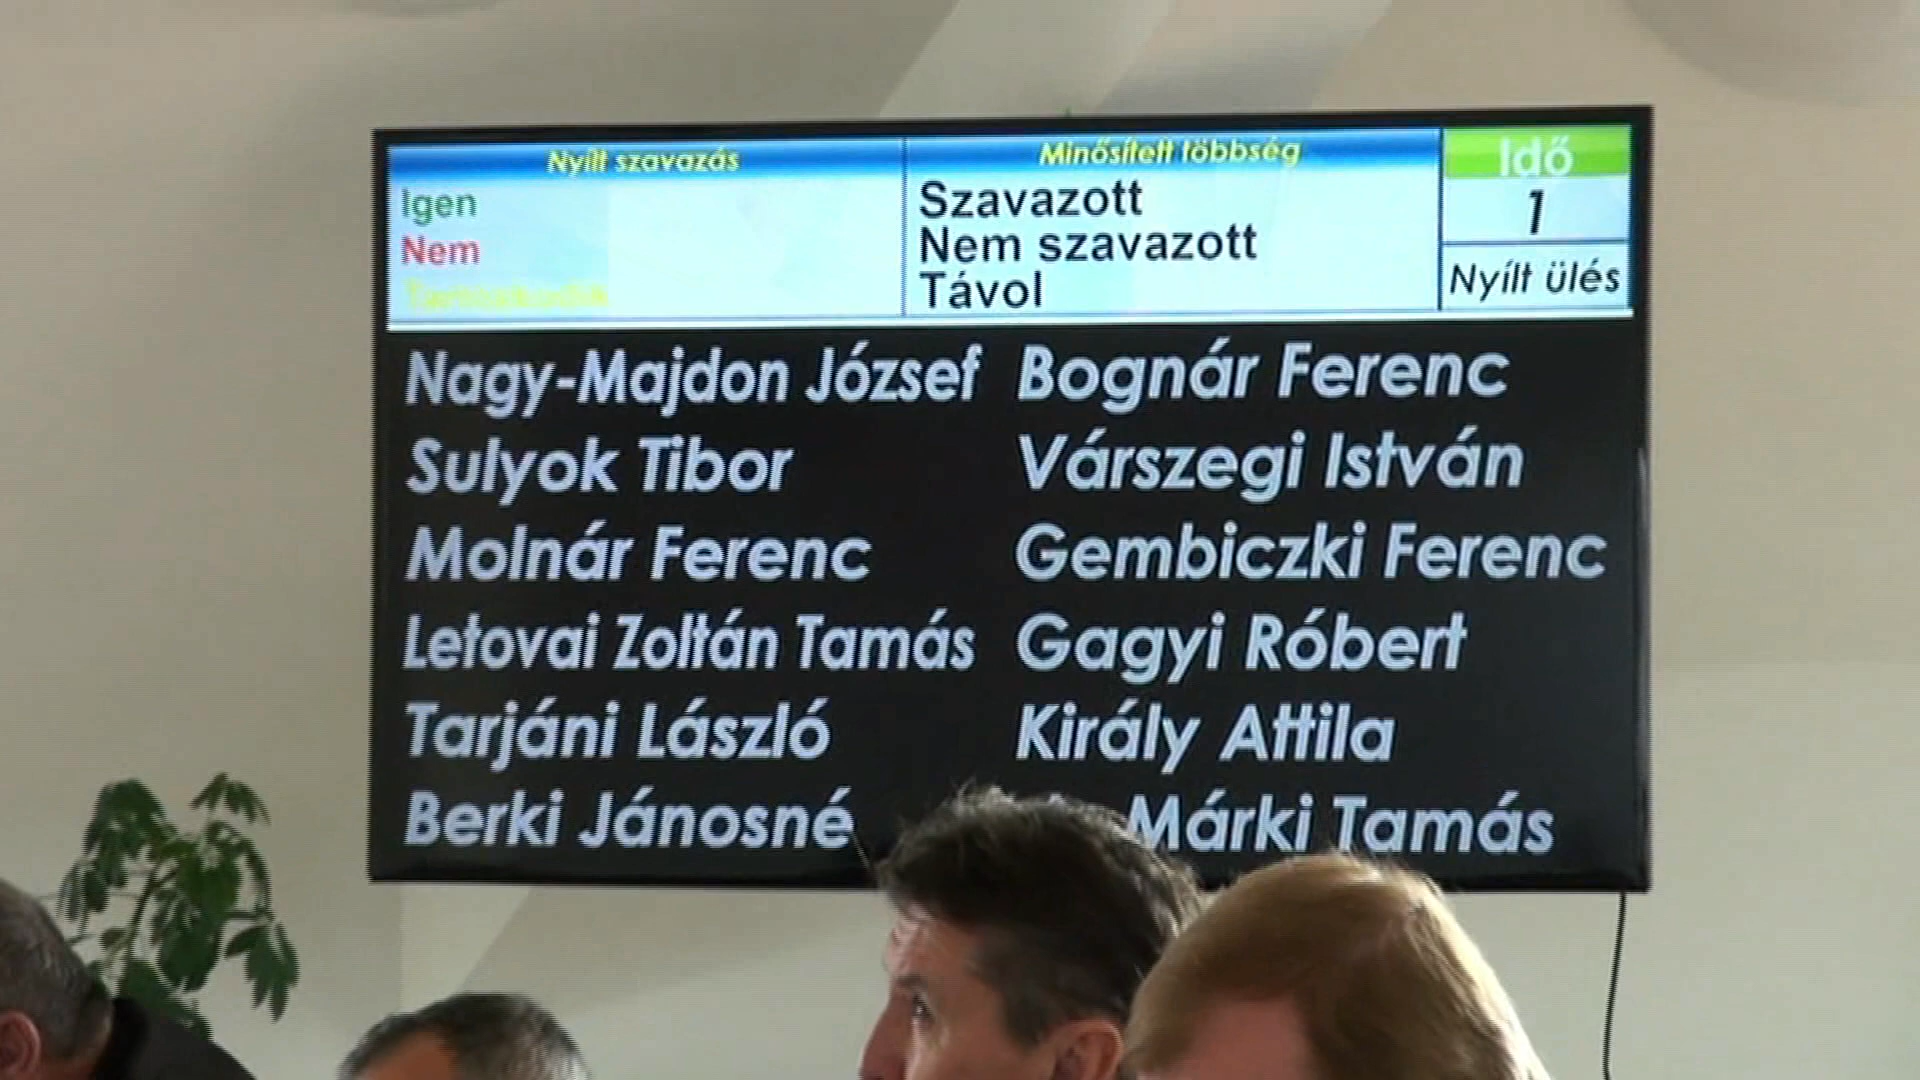 Nyílt szavazás
Igen
Nem
Tartózkodik
Minősített többség
Szavazott
Nem szavazott
Távol
Idő
1
Nyílt ülés
Nagy-Majdon József
Sulyok Tibor
Molnár Ferenc
Letovai Zoltán Tamás
Tarjáni László
Berki Jánosné
Bognár Ferenc
Várszegi István
Gembiczki Ferenc
Gagyi Róbert
Király Attila
Márki Tamás